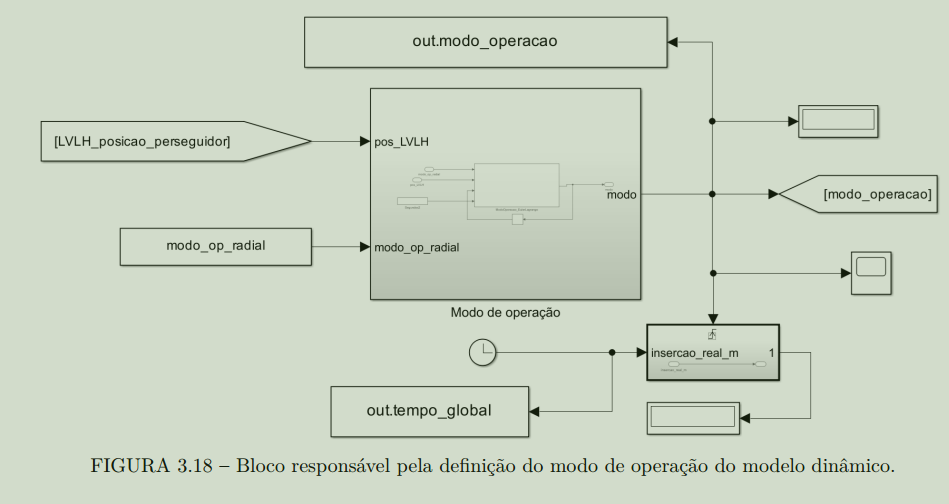 out.modo_operacao
[LVLH_posicao_perseguidor]
pos_LVLH
modo
[modo_operacao]
modo_op_radial
modo_op_radial
Modo de operação
insercao_real_m
1
out.tempo_global
FIGURA 3.18 – Bloco responsável pela definição do modo de operação do modelo dinâmico.